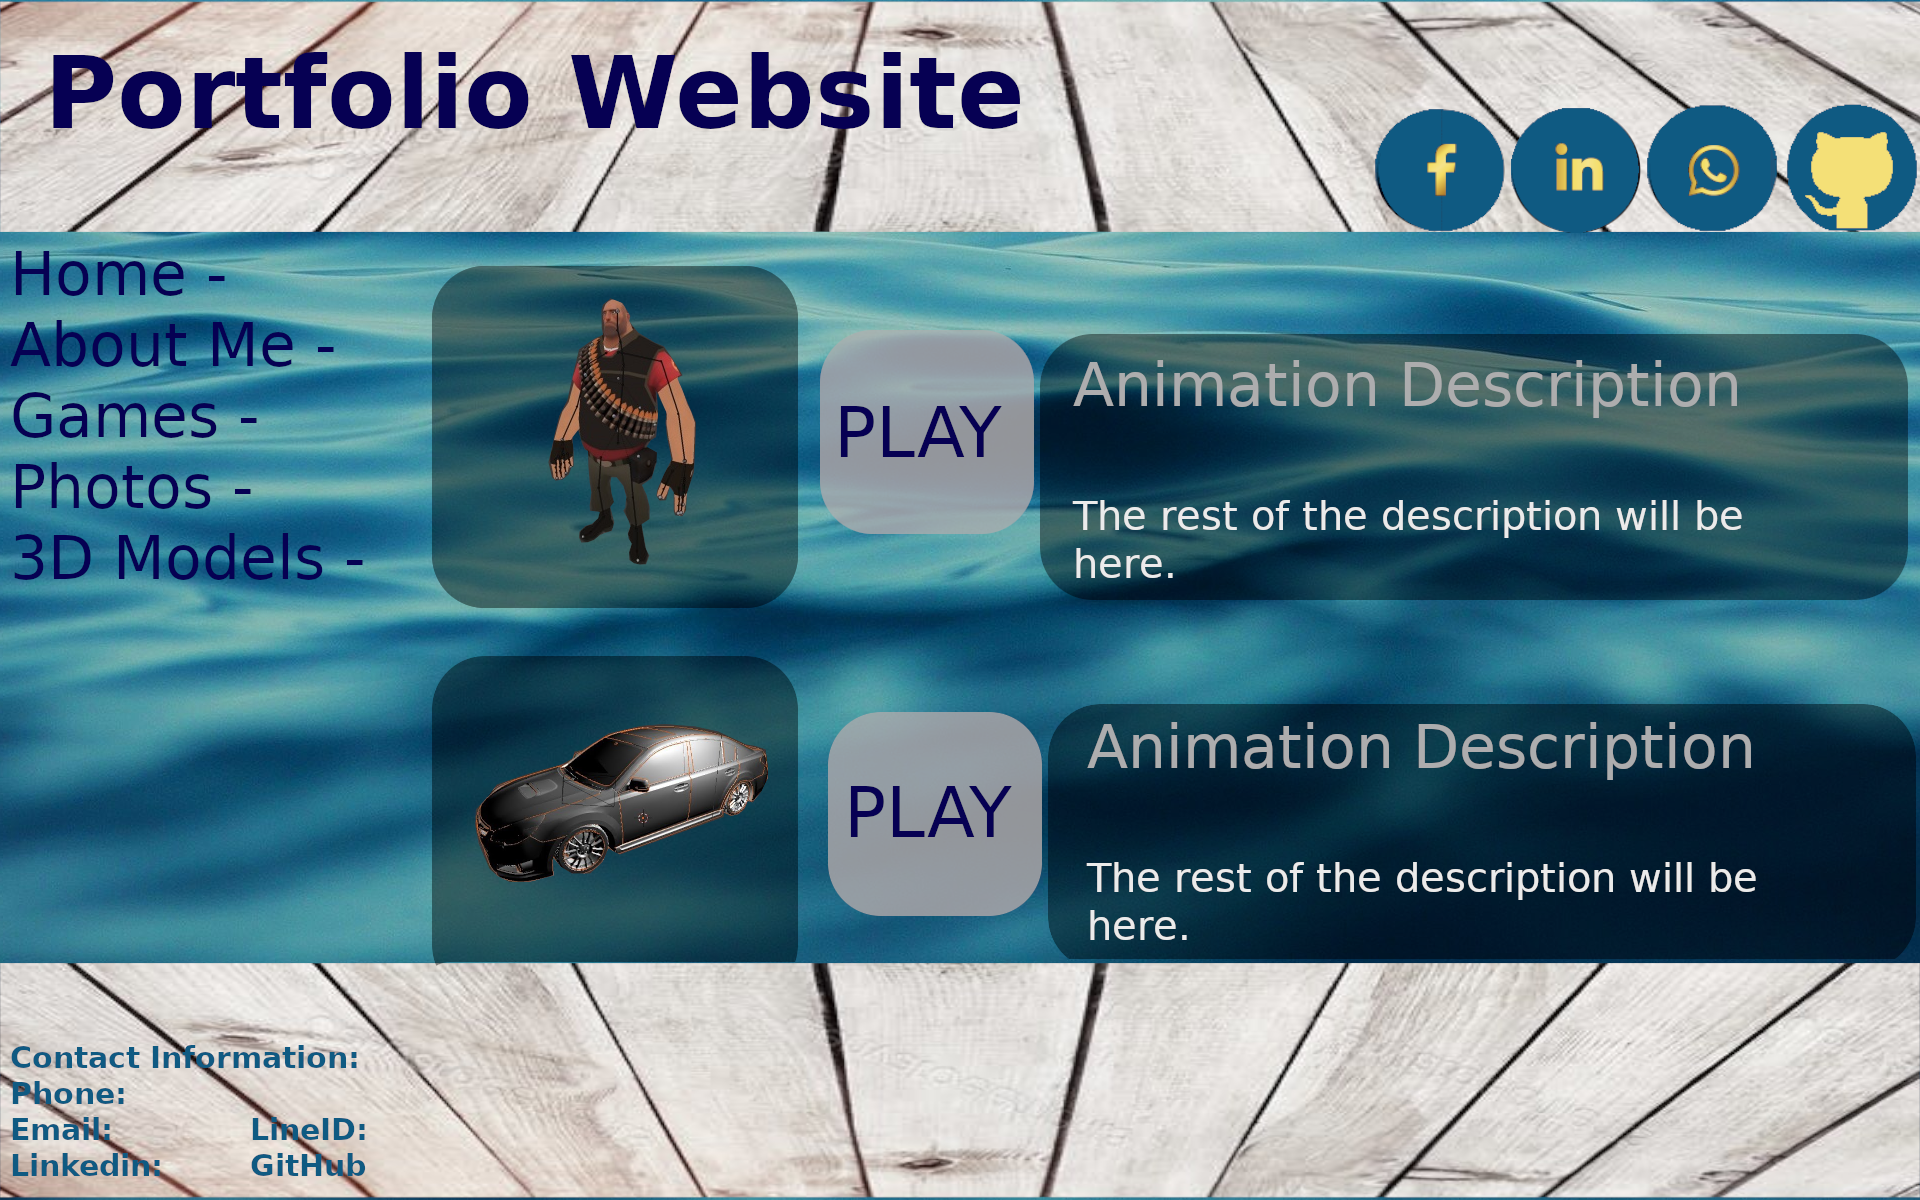 Portfolio Website
f
in
Home -
About Me -
Games -
Photos -
3D Models -
PLAY
Animation Description
The rest of the description will be
here.
PLAY
Animation Description
The rest of the description will be
here.
Contact Information:
Phone:
Email: LineID:
Linkedin: GitHub